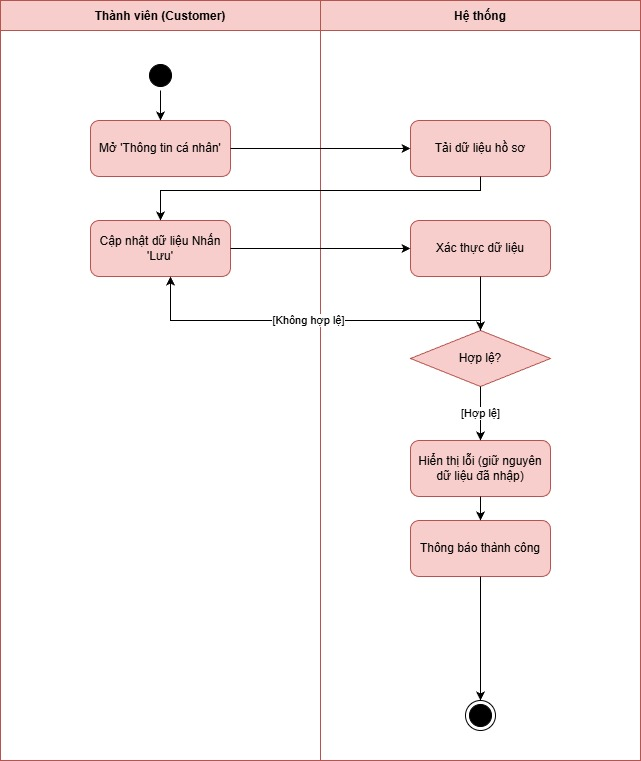 Thành viên (Customer)
Hệ thống
Mở 'Thông tin cá nhân'
Tải dữ liệu hồ sơ
Cập nhật dữ liệu Nhấn
'Lưu'
Xác thực dữ liệu
[Không hợp lệ]
Hợp lệ?
[Hợp lệ]
Hiển thị lỗi (giữ nguyên
dữ liệu đã nhập)
Thông báo thành công